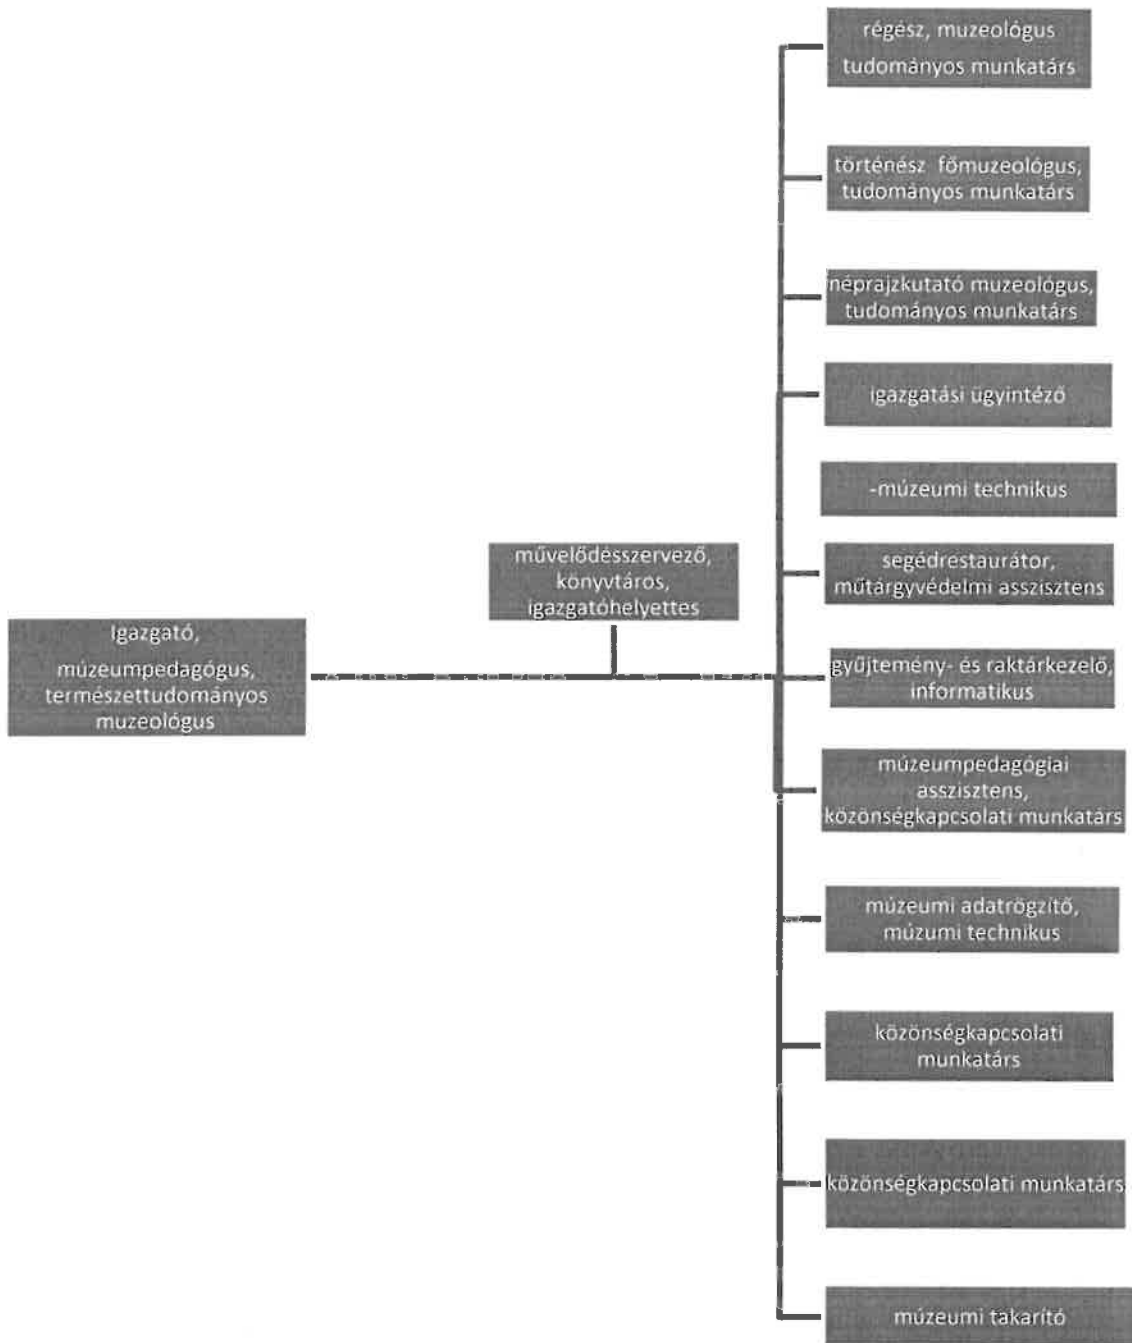 régész, muzeológus
tudományos munkatárs
történész főmuzeológus,
tudományos munkatárs
néprajzkutató muzeológus,
tudományos munkatárs
igazgatási ügyintéző
-múzeumi technikus
művelődésszervező,
könyvtáros,
igazgatóhelyettes
segédrestaurátor,
műtárgyvédelmi asszisztens
Igazgató,
múzeumpedagógus,
természettudományos
muzeológus
gyűjtemény- és raktárkezelő,
informatikus
múzeumpedagógiai
asszisztens,
közönségkapcsolati munkatárs
múzeumi adatrögzítő,
múzumi technikus
közönségkapcsolati
munkatárs
közönségkapcsolati munkatárs
múzeumi takarító